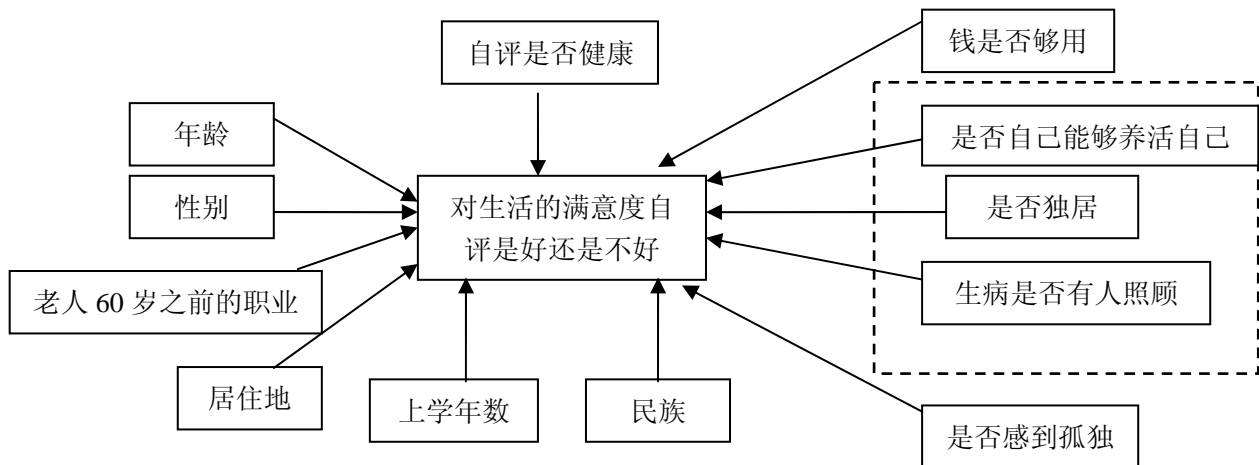 自评是否健康
钱是否够用
年龄
是否自己能够养活自己
性别
对生活的满意度自
评是好还是不好
是否独居
老人 60 岁之前的职业
生病是否有人照顾
居住地
上学年数
民族
是否感到孤独